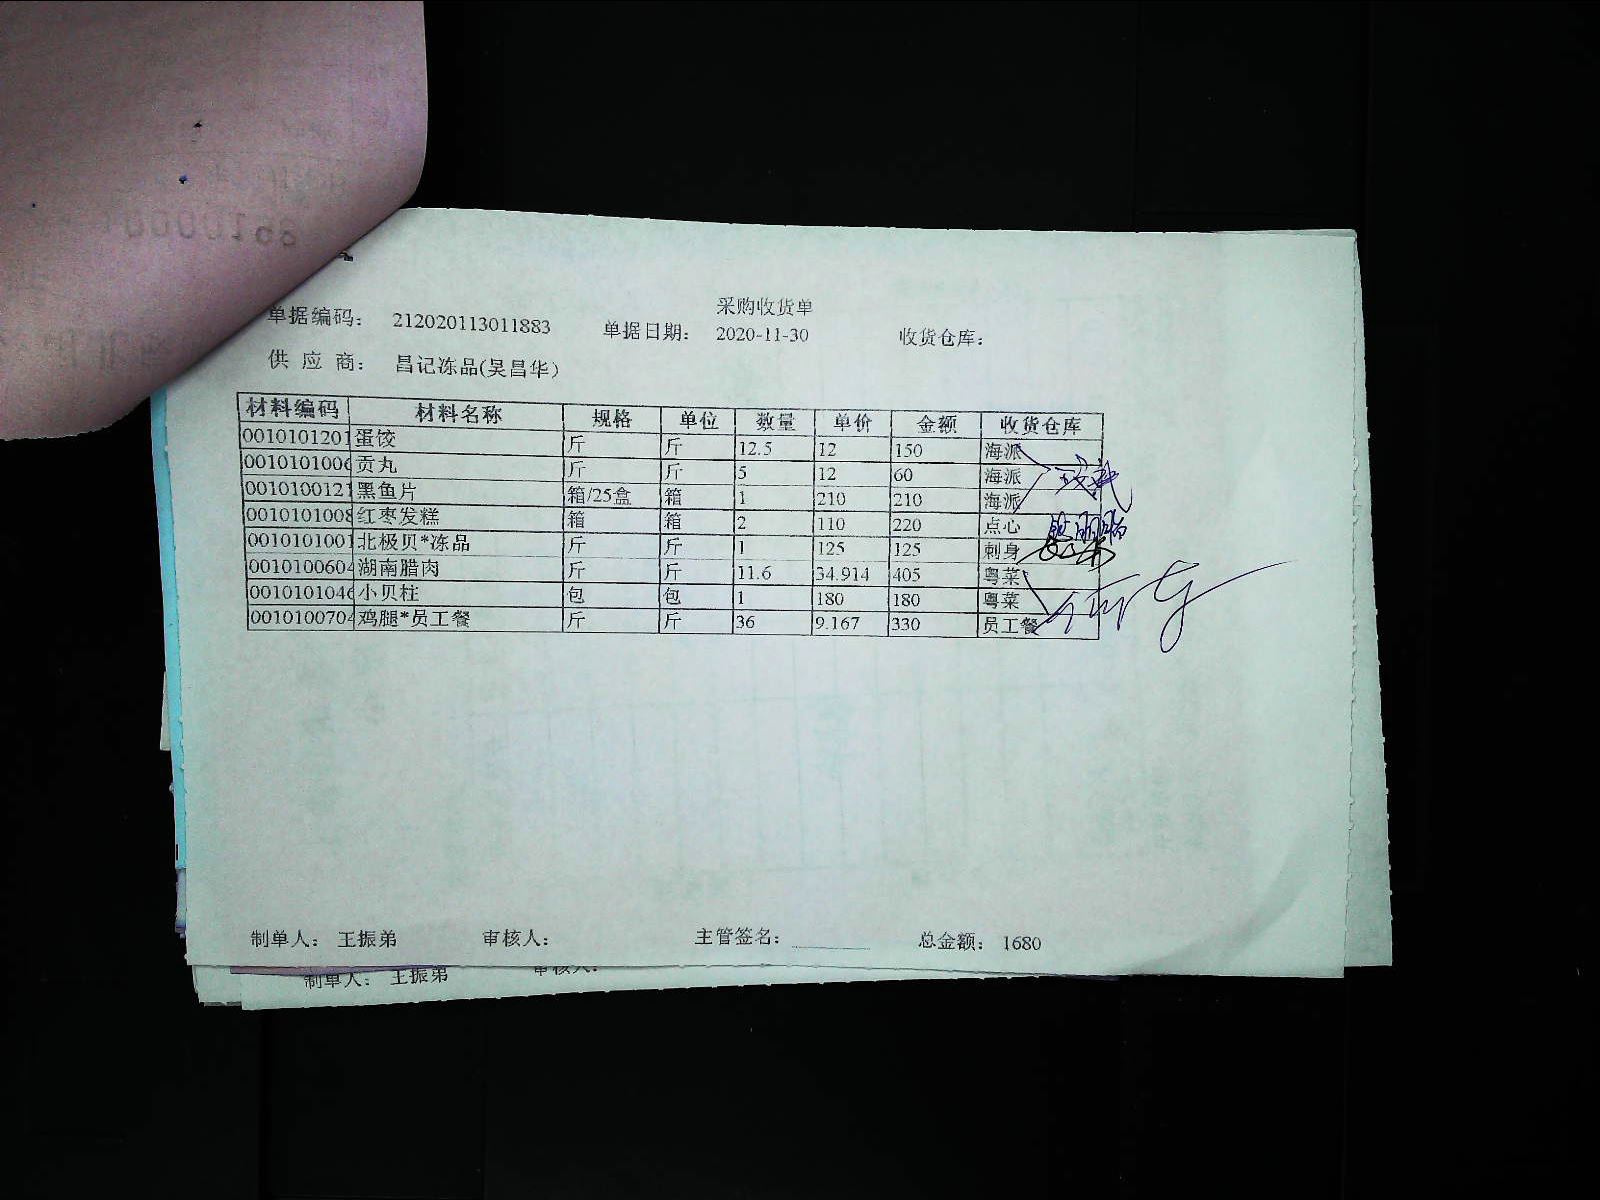 采购收货单
单据编码： 212020113011883 单据日期： 2020-11-30 收货仓库：
供 应 商： 昌记冻品(吴昌华)
材料编码 材料名称 规格 单位 数量 单价 金额 收货仓库
0010101201 蛋饺 斤 斤 12.5 12 150 海派
001010100 贡丸 斤 斤 5 12 60 海派
0010100121 黑鱼片 箱/25盒 箱 1 210 210 海派
0010101008 红枣发糕 箱 箱 2 110 220 点心
0010101001 北极贝*冻品 斤 斤 1 125 125 刺身
0010100604 湖南腊肉 斤 斤 11.6 34.914 405 粤菜
001010104 小贝柱 包 包 1 180 180 粤菜
0010100704 鸡腿*员工餐 斤 斤 36 9.167 330 员工餐
制单人： 王振弟 审核人： 主管签名： 总金额： 1680
制单人： 王振弟 审核人：